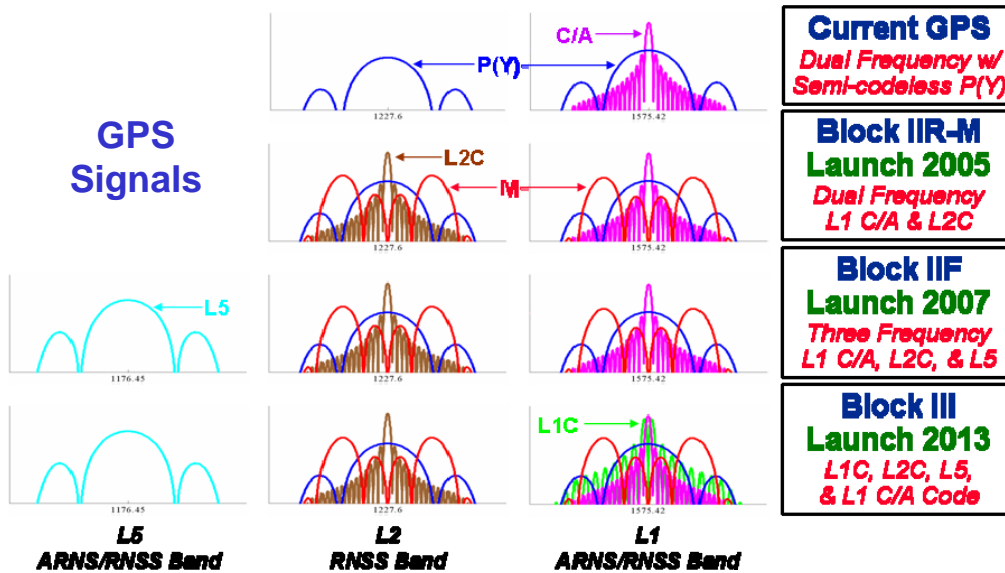 GPS
Signals
C/A
P(Y)
1227.6
1575.42
Current GPS
Dual Frequency w/
Semi-codeless P(Y)
L2C
M
1227.6
1575.42
Block IIR-M
Launch 2005
Dual Frequency
L1 C/A & L2C
L5
1176.45
1227.6
1575.42
Block IIF
Launch 2007
Three Frequency
L1 C/A, L2C, & L5
L1C
1176.45
1227.6
1575.42
Block III
Launch 2013
L1C, L2C, L5,
& L1 C/A Code
L5
ARNS/RNSS Band
L2
RNSS Band
L1
ARNS/RNSS Band